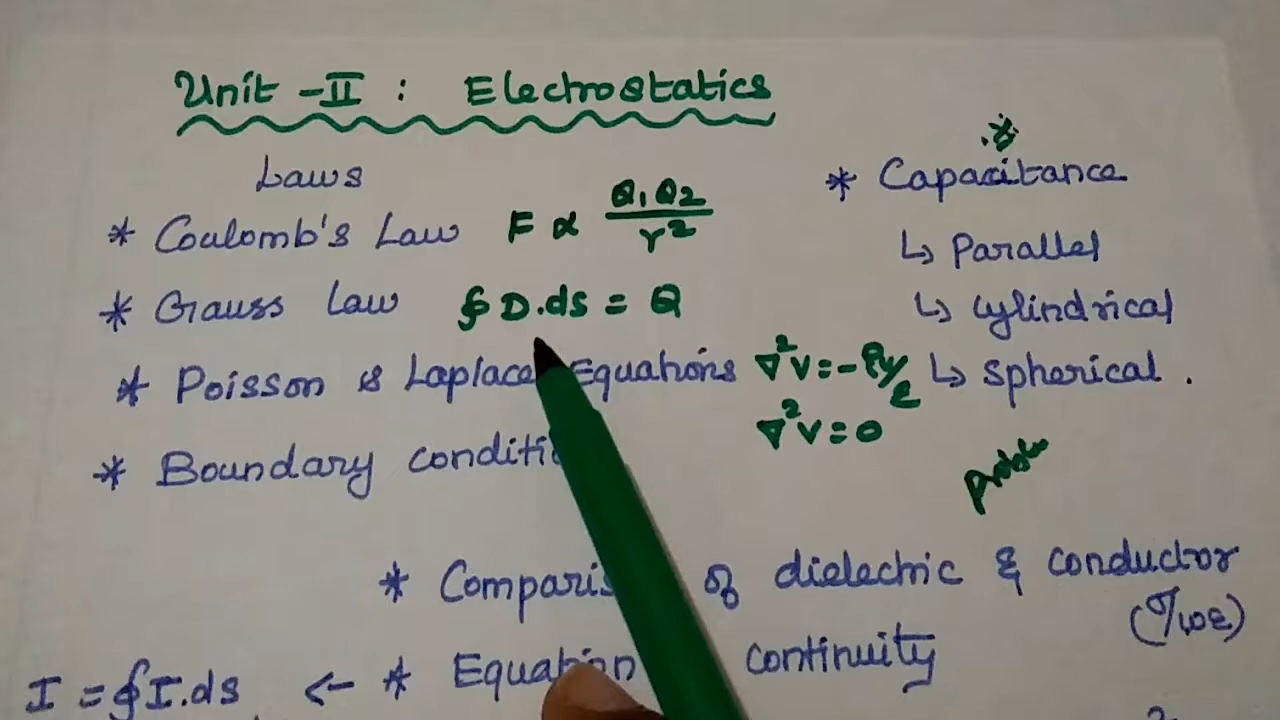 Unit -II : Electrostatics
Laws
* Coulomb's Law F ∝ Q₁Q₂/r²
* Gauss Law ∮D.ds = Q
* Poisson & Laplace Equations ∇²V = -ρv/ε
∇²V = 0
* Boundary conditi
* Capacitance
↳ Parallel
↳ cylindrical
↳ spherical .
* Comparis of dielectric & conductor
(σ/ωε)
I = ∮I.ds ← * Equation continuity